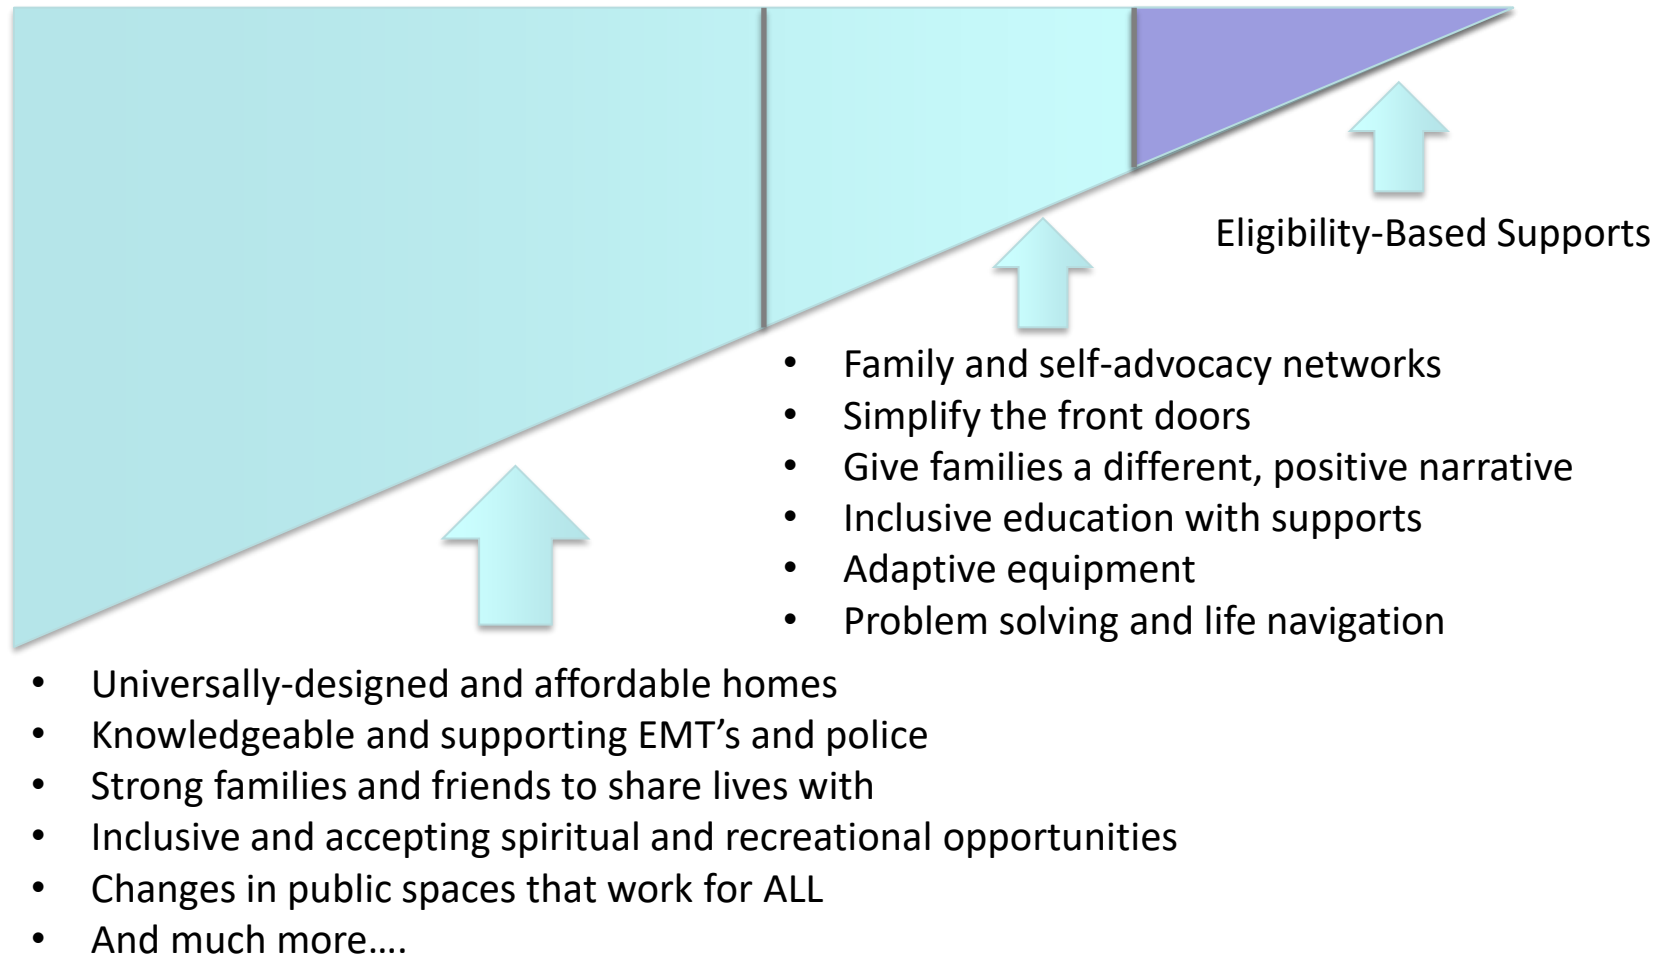 Eligibility-Based Supports
• Family and self-advocacy networks
• Simplify the front doors
• Give families a different, positive narrative
• Inclusive education with supports
• Adaptive equipment
• Problem solving and life navigation
• Universally-designed and affordable homes
• Knowledgeable and supporting EMT’s and police
• Strong families and friends to share lives with
• Inclusive and accepting spiritual and recreational opportunities
• Changes in public spaces that work for ALL
• And much more….